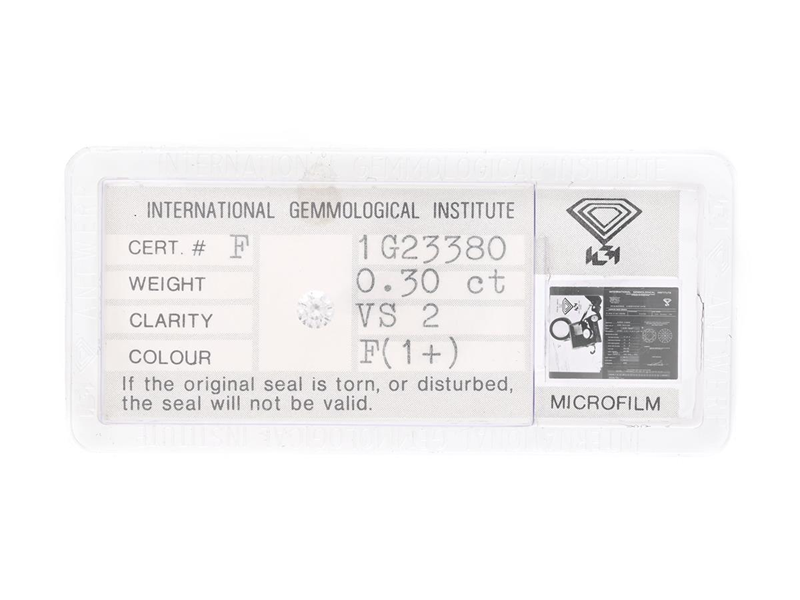 INTERNATIONAL GEMMOLOGICAL INSTITUTE
CERT. # F 1G23380
WEIGHT 0.30 ct
CLARITY VS 2
COLOUR F(1+)
If the original seal is torn, or disturbed,
the seal will not be valid.
MICROFILM